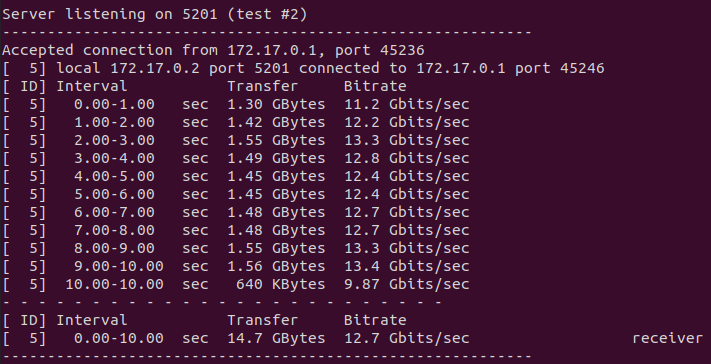 Server listening on 5201 (test #2)
-----------------------------------------------------------
Accepted connection from 172.17.0.1, port 45236
[  5] local 172.17.0.2 port 5201 connected to 172.17.0.1 port 45246
[ ID] Interval           Transfer     Bitrate
[  5]   0.00-1.00   sec  1.30 GBytes  11.2 Gbits/sec
[  5]   1.00-2.00   sec  1.42 GBytes  12.2 Gbits/sec
[  5]   2.00-3.00   sec  1.55 GBytes  13.3 Gbits/sec
[  5]   3.00-4.00   sec  1.49 GBytes  12.8 Gbits/sec
[  5]   4.00-5.00   sec  1.45 GBytes  12.4 Gbits/sec
[  5]   5.00-6.00   sec  1.45 GBytes  12.4 Gbits/sec
[  5]   6.00-7.00   sec  1.48 GBytes  12.7 Gbits/sec
[  5]   7.00-8.00   sec  1.48 GBytes  12.7 Gbits/sec
[  5]   8.00-9.00   sec  1.55 GBytes  13.3 Gbits/sec
[  5]   9.00-10.00  sec  1.56 GBytes  13.4 Gbits/sec
[  5]  10.00-10.00  sec   640 KBytes  9.87 Gbits/sec
- - - - - - - - - - - - - - - - - - - - - - - - -
[ ID] Interval           Transfer     Bitrate
[  5]   0.00-10.00  sec  14.7 GBytes  12.7 Gbits/sec                  receiver
-----------------------------------------------------------